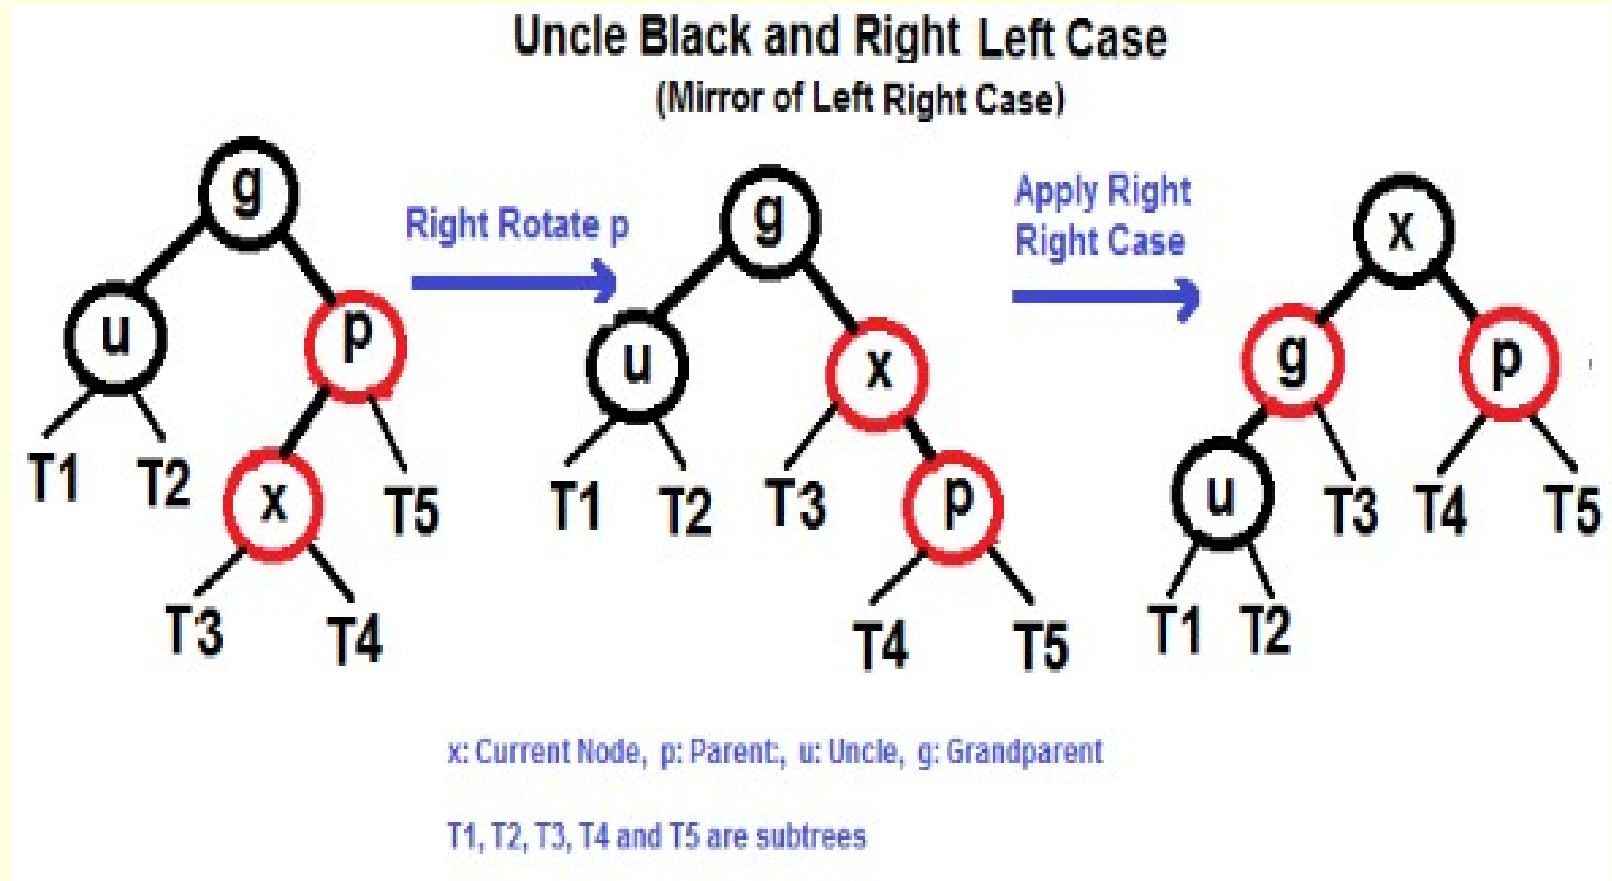 Uncle Black and Right Left Case
(Mirror of Left Right Case)
g
u
p
T1
T2
x
T5
T3
T4
Right Rotate p
g
u
x
T1
T2
T3
p
T4
T5
Apply Right
Right Case
x
g
p
u
T3
T4
T5
T1
T2
x: Current Node, p: Parent:, u: Uncle, g: Grandparent
T1, T2, T3, T4 and T5 are subtrees